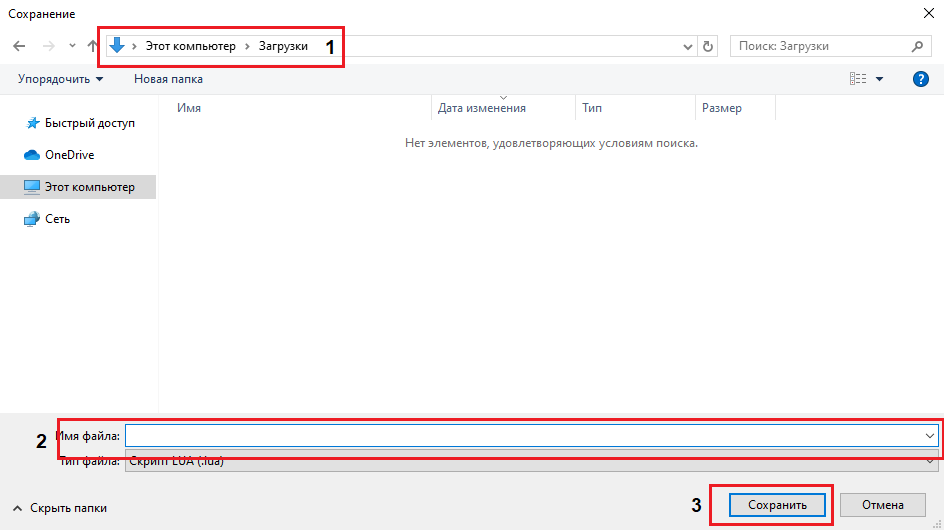 Сохранение
Этот компьютер Загрузки 1
Поиск: Загрузки
Упорядочить Новая папка ?
Имя Дата изменения Тип Размер
Нет элементов, удовлетворяющих условиям поиска.
Быстрый доступ
OneDrive
Этот компьютер
Сеть
2 Имя файла:
Тип файла: Скрипт LUA (.lua)
Скрыть папки 3 Сохранить Отмена